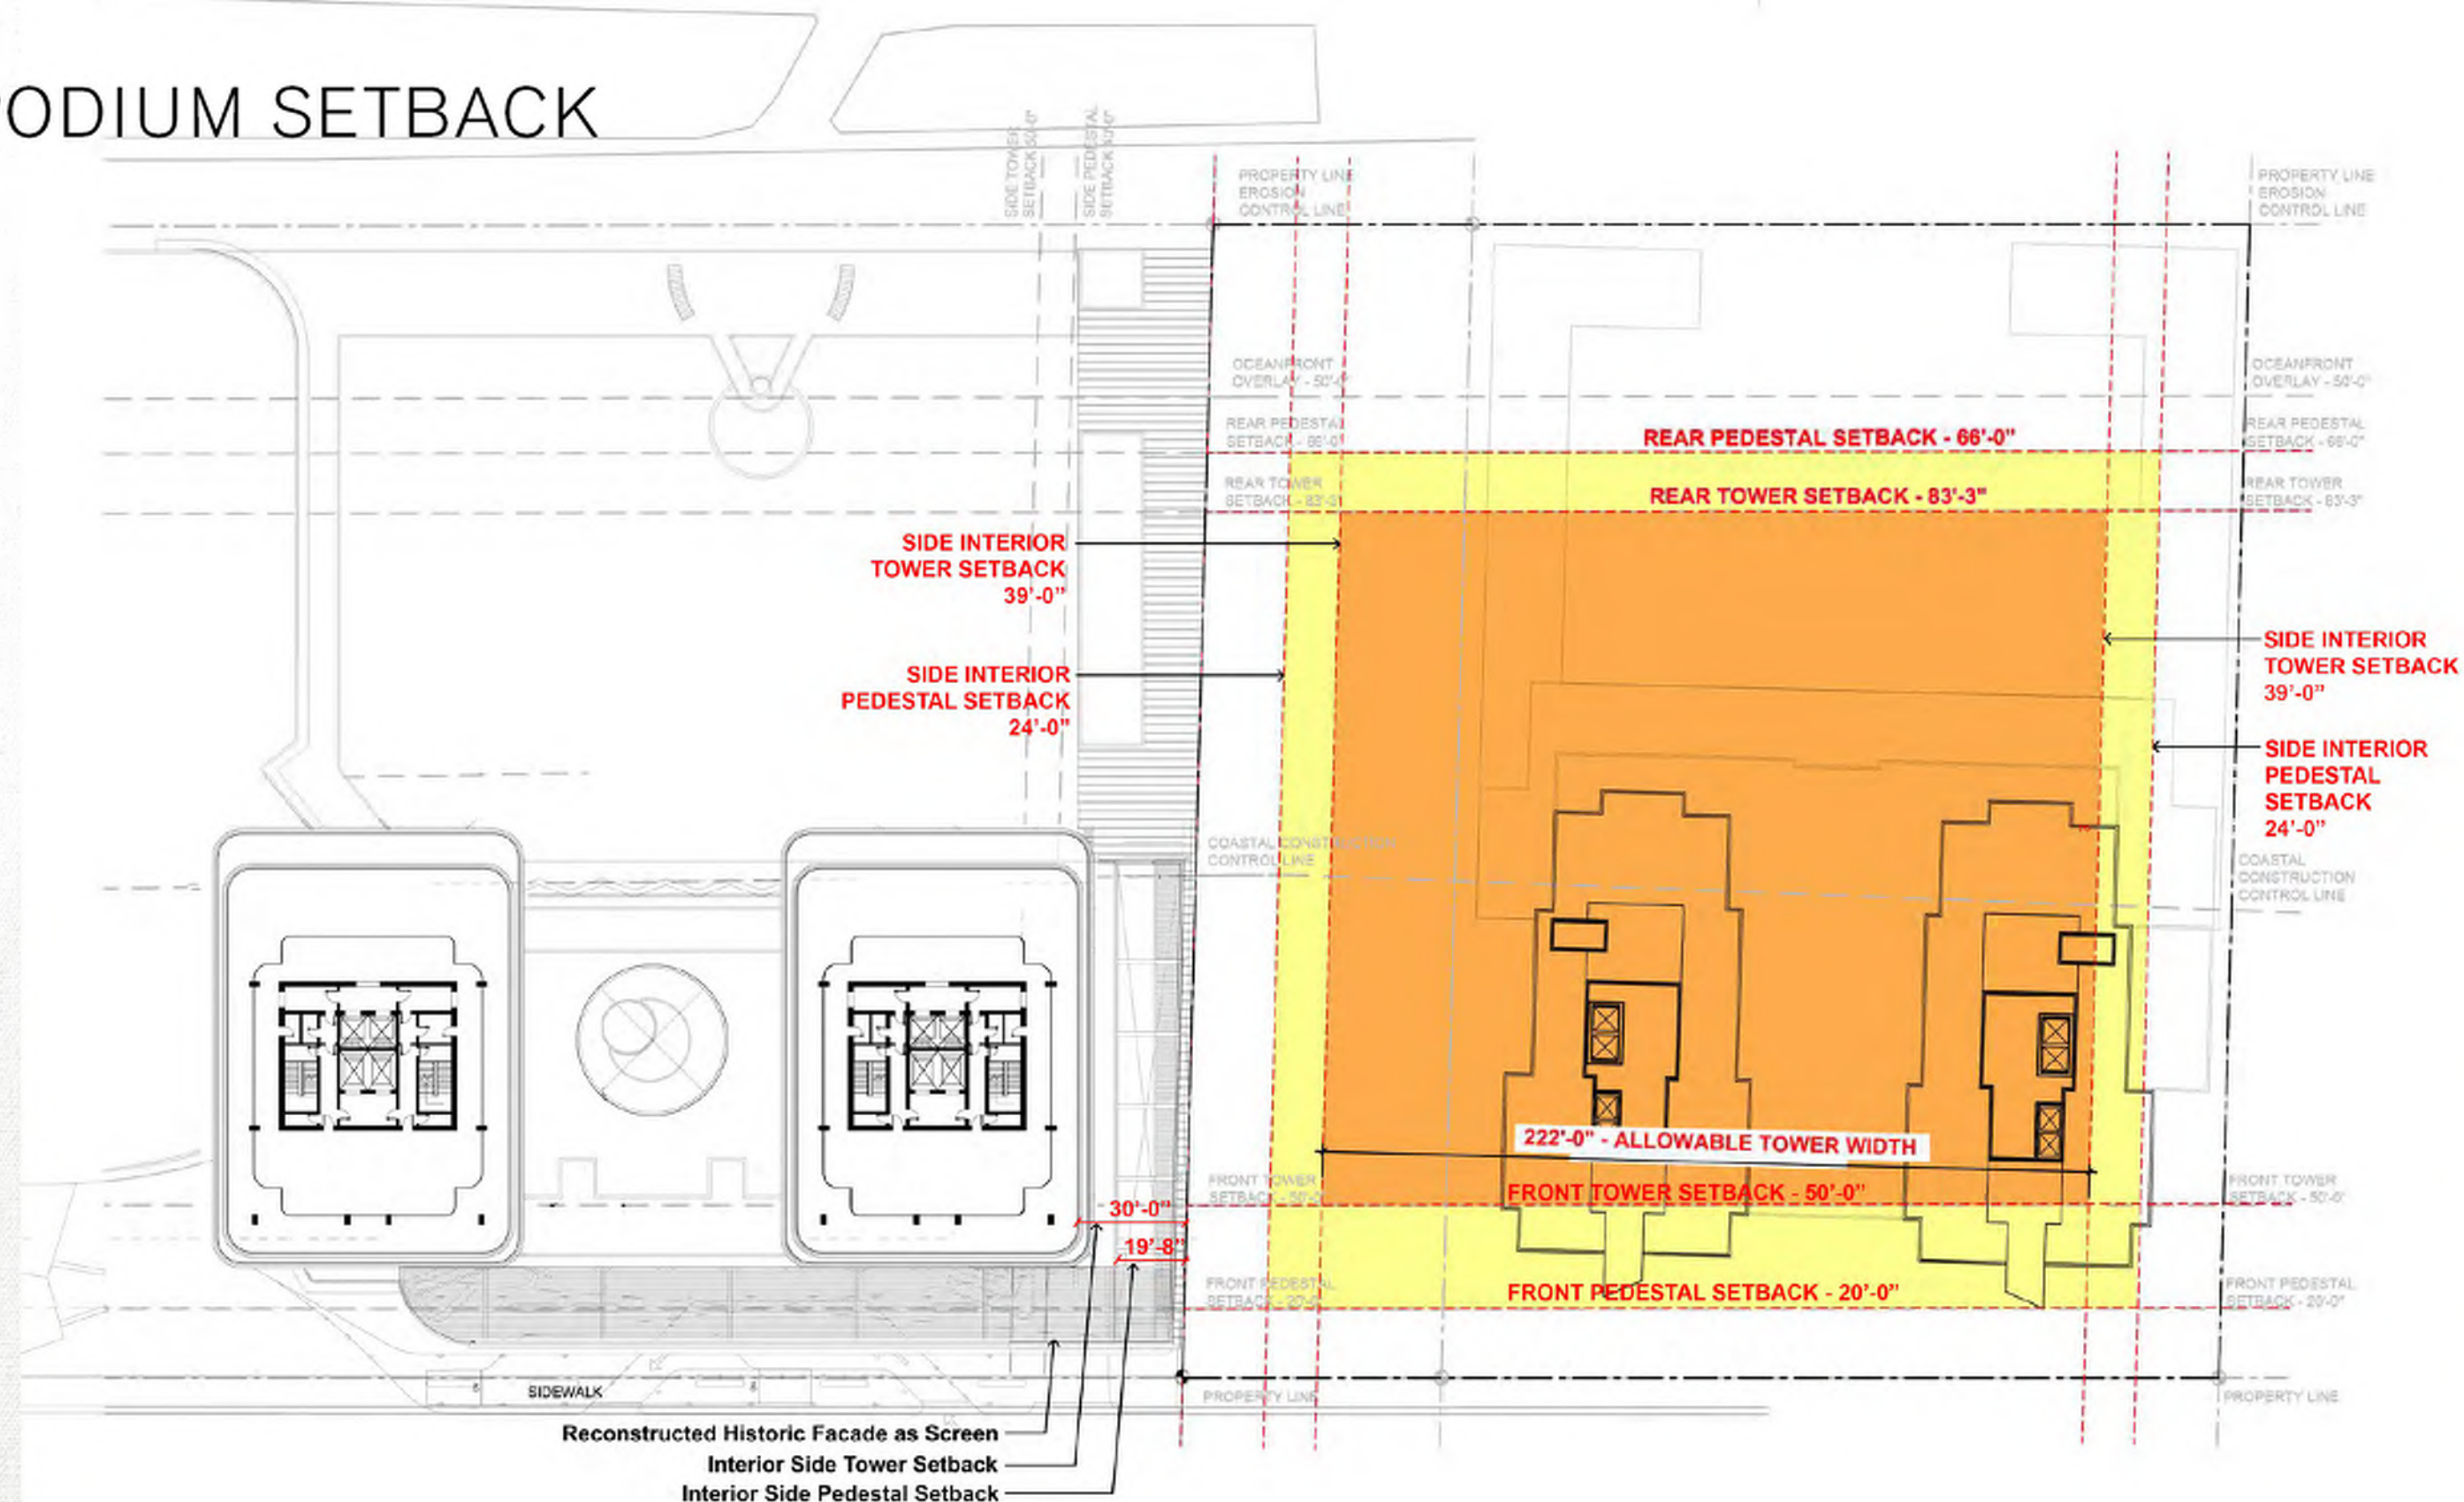 ODIUM SETBACK
SIDE TOWER
SETBACK 50'-0"
SIDE PEDESTAL
PROPERTY LINE
EROSION
CONTROL LINE
PROPERTY LINE
EROSION
CONTROL LINE
OCEANFRONT
OVERLAY - 50'-0"
OCEANFRONT
OVERLAY - 50'-0"
REAR PEDESTAL
SETBACK - 66'-0"
REAR PEDESTAL SETBACK - 66'-0"
REAR PEDESTAL
SETBACK - 66'-0"
REAR TOWER
SETBACK - 83'-3"
REAR TOWER SETBACK - 83'-3"
REAR TOWER
SETBACK - 83'-3"
SIDE INTERIOR
TOWER SETBACK
39'-0"
SIDE INTERIOR
PEDESTAL SETBACK
24'-0"
SIDE INTERIOR
TOWER SETBACK
39'-0"
SIDE INTERIOR
PEDESTAL
SETBACK
24'-0"
COASTAL CONSTRUCTION
CONTROL LINE
COASTAL
CONSTRUCTION
CONTROL LINE
222'-0" - ALLOWABLE TOWER WIDTH
FRONT TOWER
SETBACK - 50'-0"
FRONT TOWER SETBACK - 50'-0"
FRONT TOWER
SETBACK - 50'-0"
30'-0"
19'-8"
FRONT PEDESTAL
SETBACK - 20'-0"
FRONT PEDESTAL SETBACK - 20'-0"
FRONT PEDESTAL
SETBACK - 20'-0"
SIDEWALK
PROPERTY LINE
PROPERTY LINE
Reconstructed Historic Facade as Screen
Interior Side Tower Setback
Interior Side Pedestal Setback